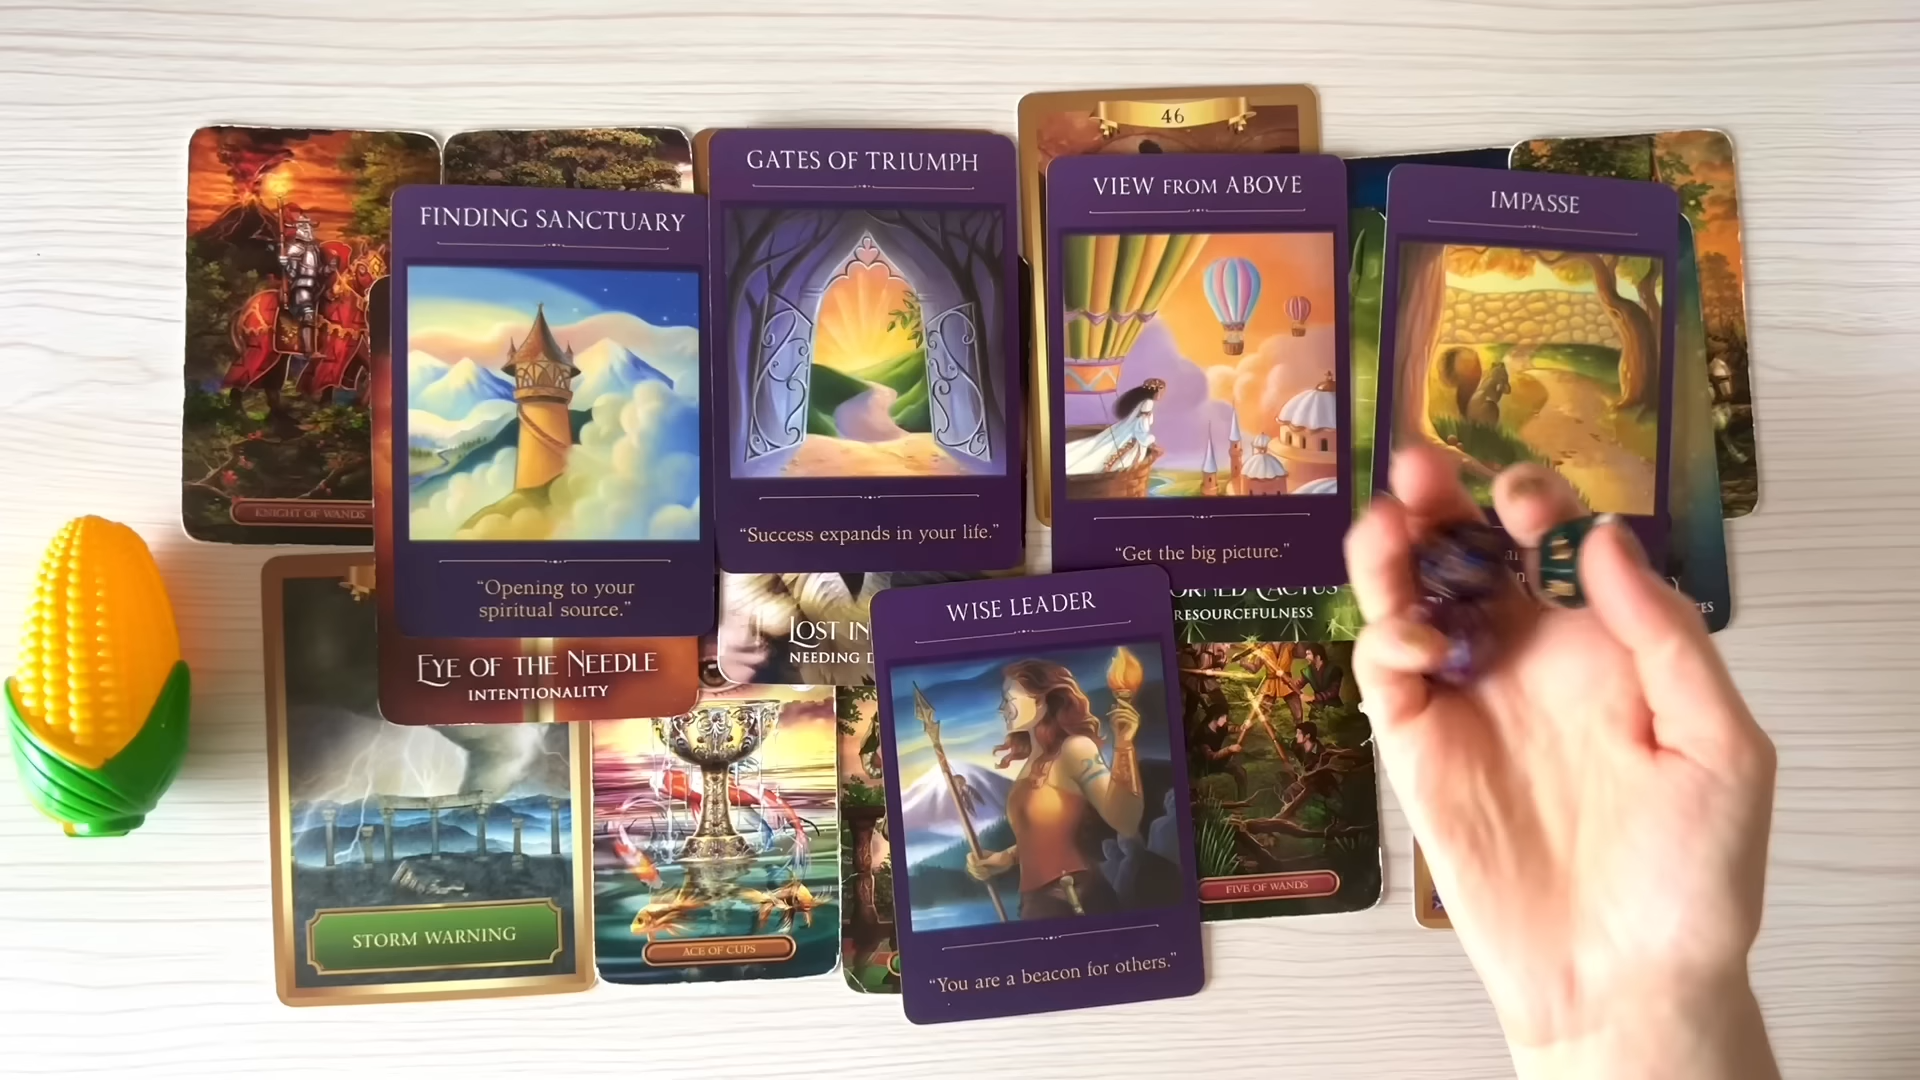 46
GATES OF TRIUMPH
VIEW FROM ABOVE
IMPASSE
FINDING SANCTUARY
KNIGHT OF WANDS
"Success expands in your life."
"Get the big picture."
"Opening to your
spiritual source."
LOST IN
NEEDING D
RESOURCEFULNESS
EYE OF THE NEEDLE
INTENTIONALITY
WISE LEADER
FIVE OF WANDS
STORM WARNING
ACE OF CUPS
"You are a beacon for others."